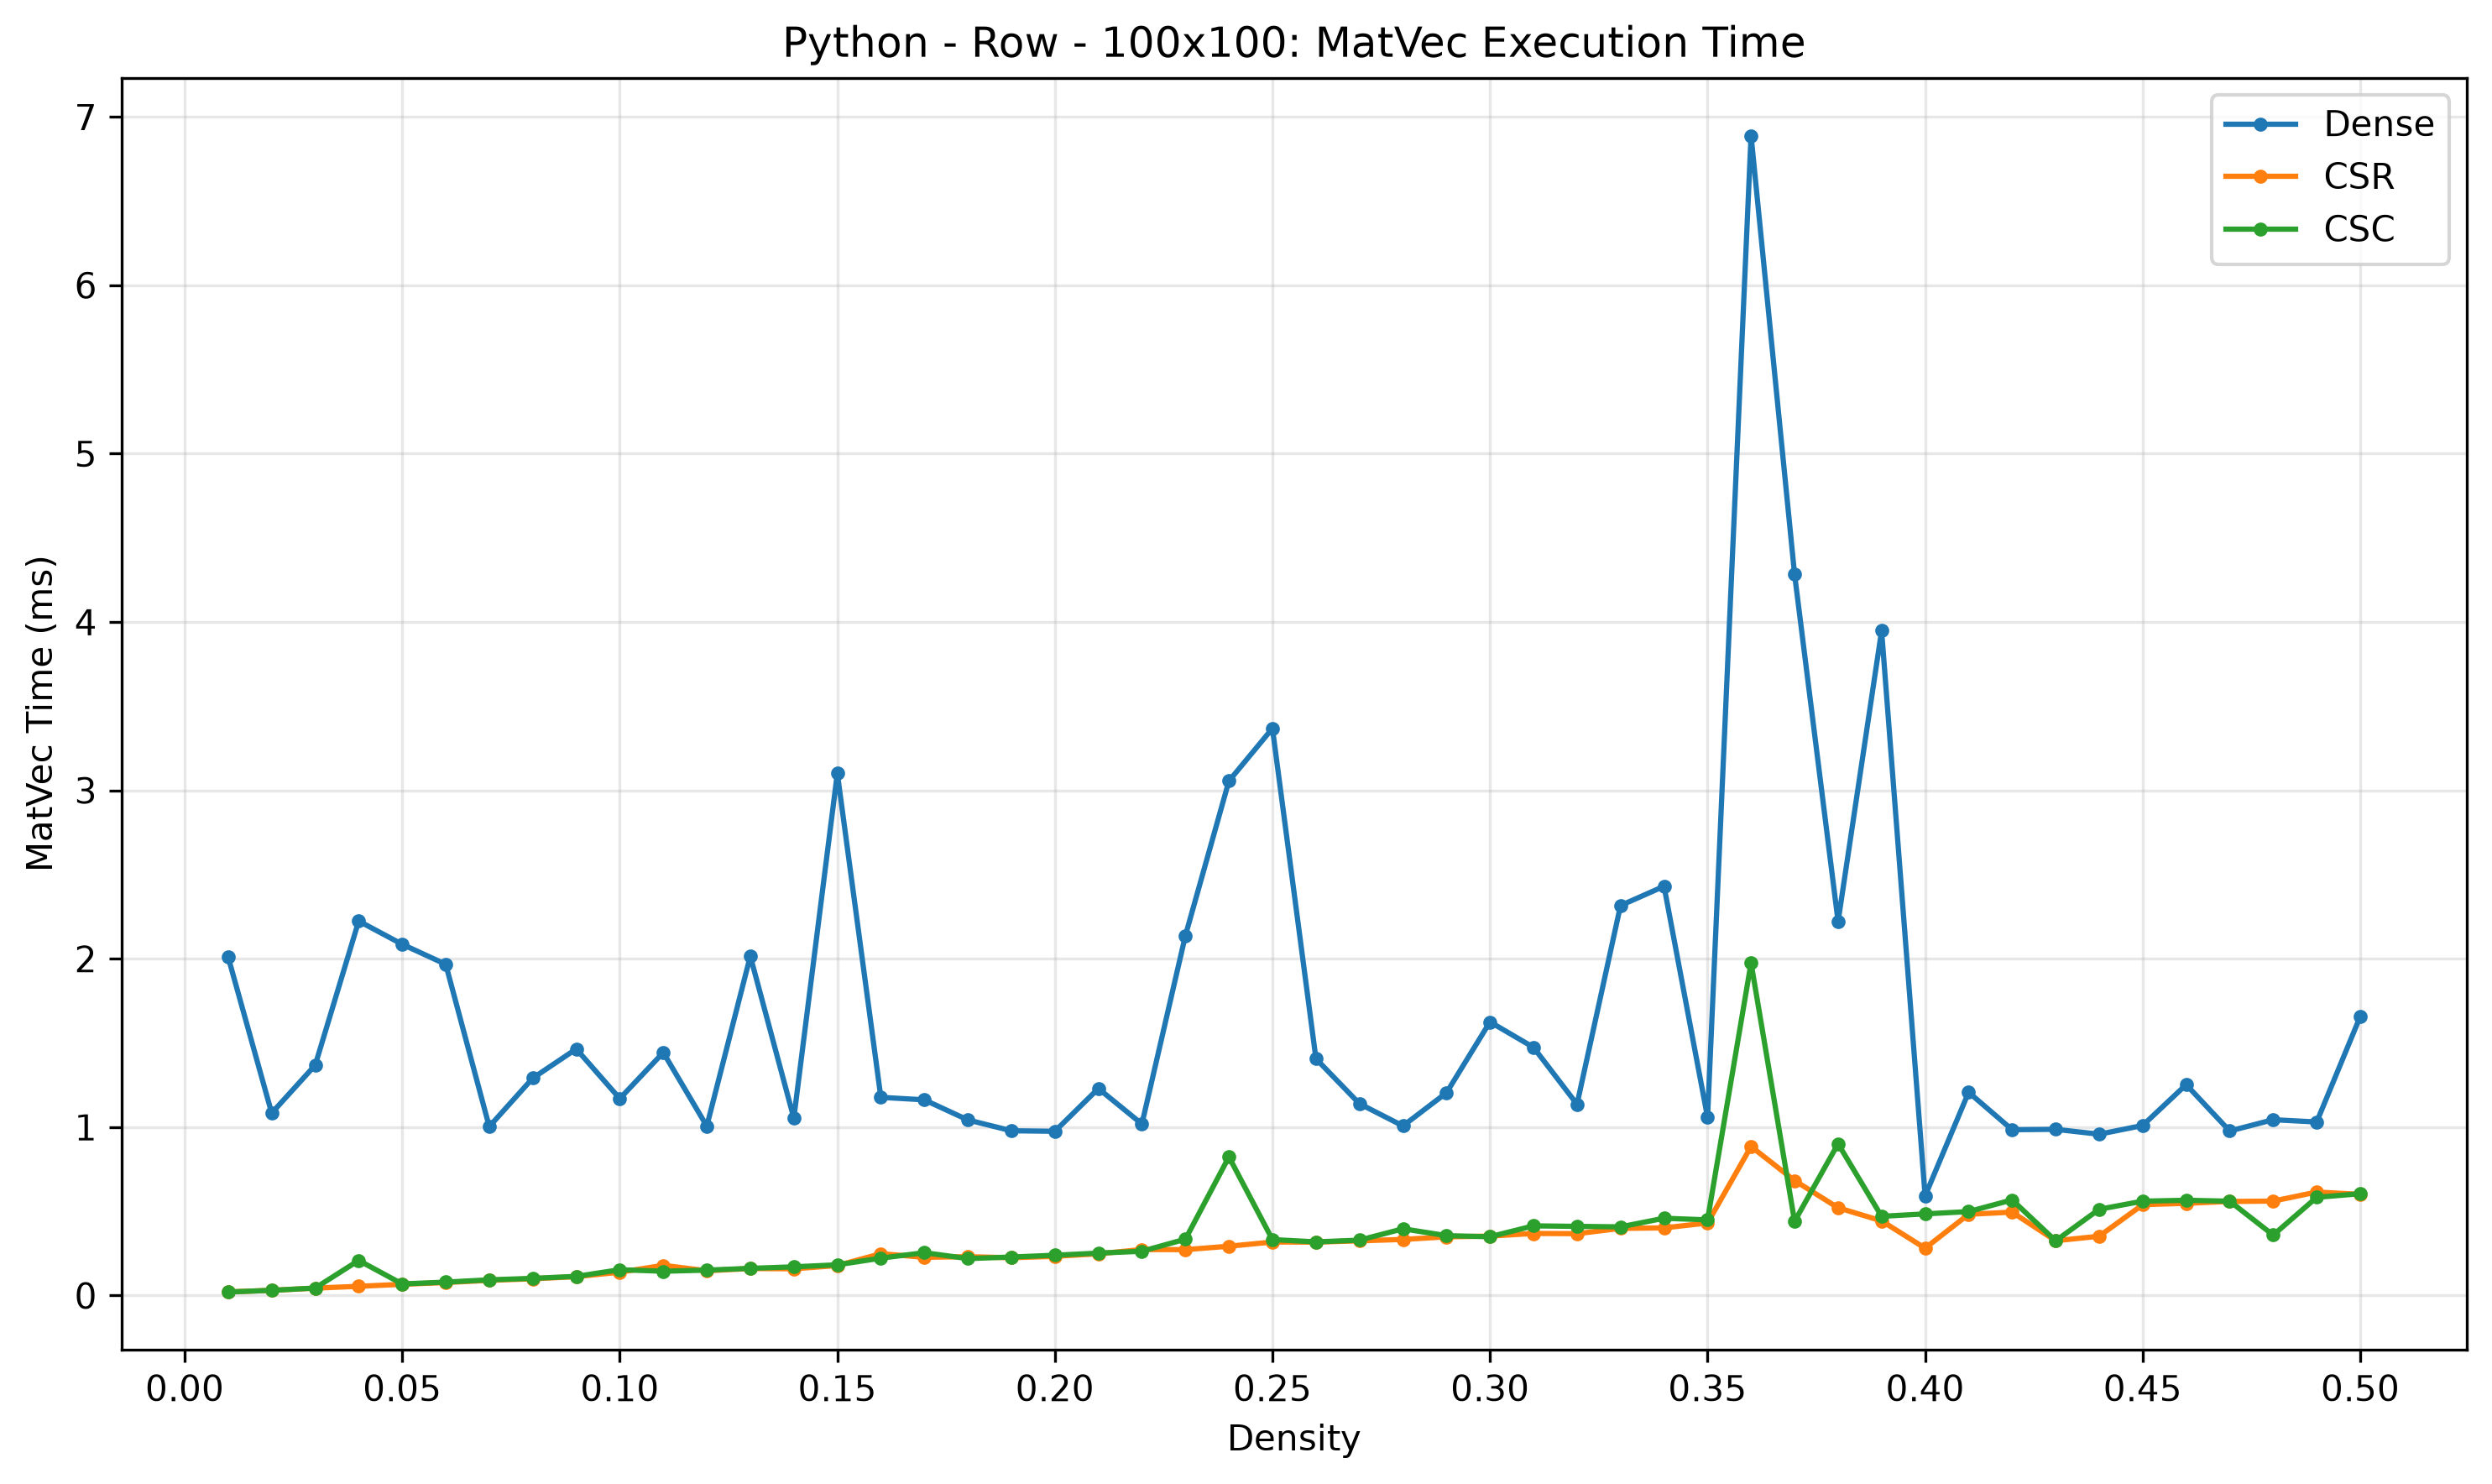 Python - Row - 100x100: MatVec Execution Time
Dense
CSR
CSC
MatVec Time (ms)
7
6
5
4
3
2
1
0
0.00 0.05 0.10 0.15 0.20 0.25 0.30 0.35 0.40 0.45 0.50
Density